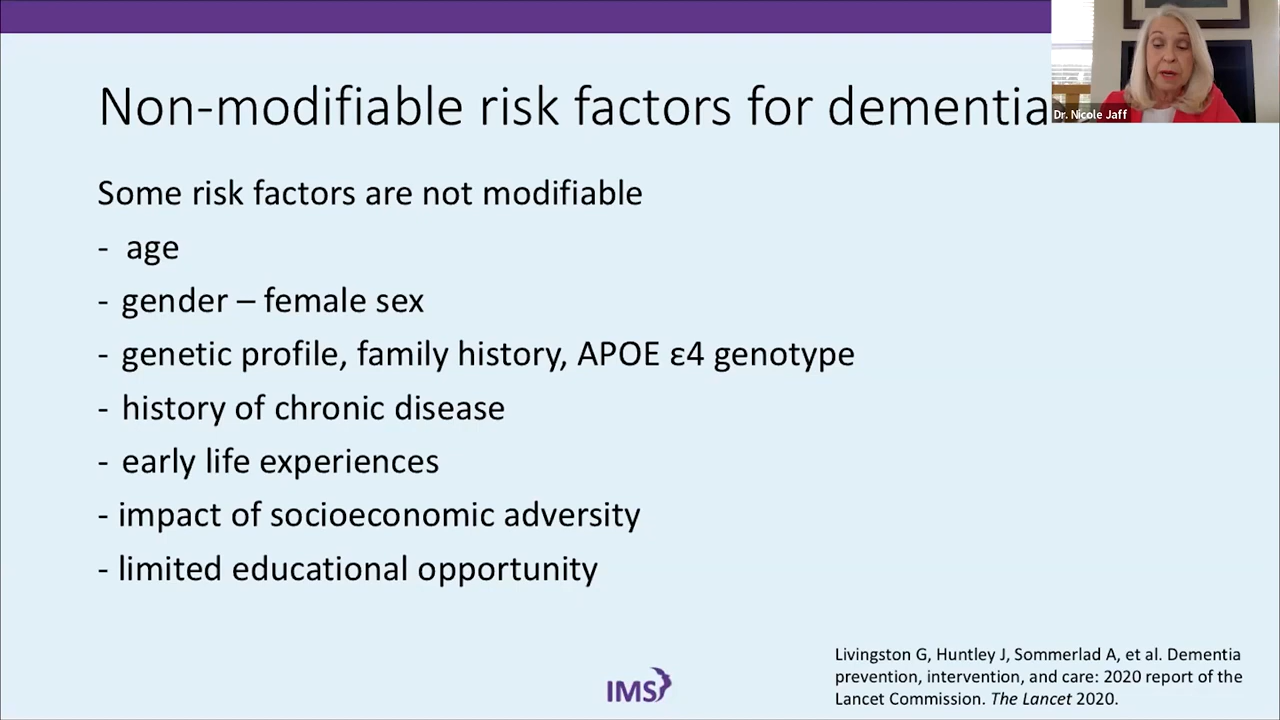 Non-modifiable risk factors for dementia
Dr. Nicole Jaff
Some risk factors are not modifiable
- age
- gender – female sex
- genetic profile, family history, APOE ε4 genotype
- history of chronic disease
- early life experiences
- impact of socioeconomic adversity
- limited educational opportunity
Livingston G, Huntley J, Sommerlad A, et al. Dementia
prevention, intervention, and care: 2020 report of the
Lancet Commission. The Lancet 2020.
IMS